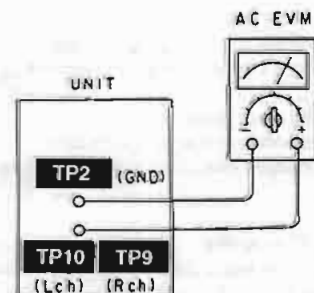 AC EVM
UNIT
TP2 (GND)
- +
TP10 TP9
(Lch) (Rch)